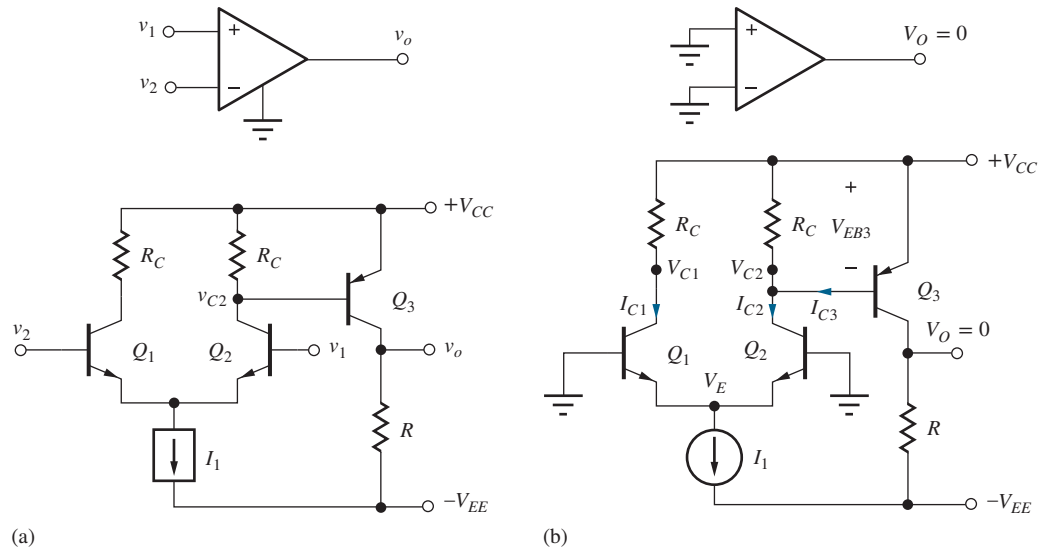 v1
+
vo
v2
−
VO = 0
+
−
+VCC
RC
RC
vC2
Q3
v2
Q1
Q2
v1
vo
I1
R
−VEE
(a)
+VCC
RC
RC
+
VEB3
−
VC1
VC2
IC1
IC2
IC3
Q3
VO = 0
Q1
Q2
VE
I1
R
−VEE
(b)